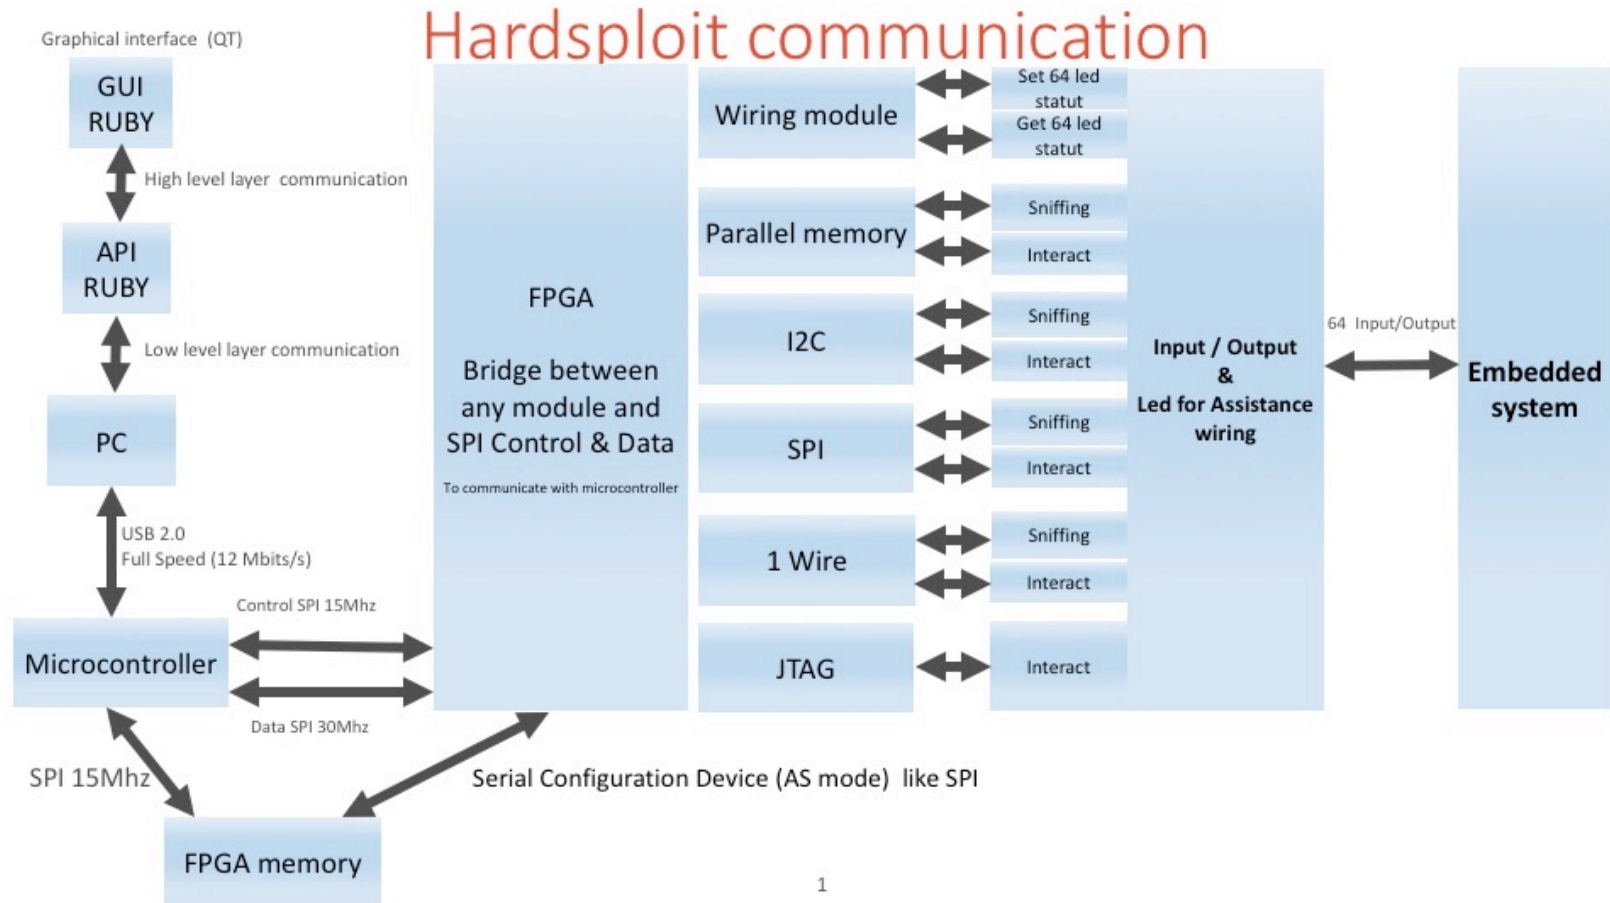 Hardsploit communication
Graphical interface (QT)
GUI
RUBY
High level layer communication
API
RUBY
Low level layer communication
PC
USB 2.0
Full Speed (12 Mbits/s)
Microcontroller
Control SPI 15Mhz
Data SPI 30Mhz
SPI 15Mhz
FPGA memory
Serial Configuration Device (AS mode) like SPI
FPGA
Bridge between
any module and
SPI Control & Data
To communicate with microcontroller
Wiring module
Set 64 led
statut
Get 64 led
statut
Parallel memory
Sniffing
Interact
I2C
Sniffing
Interact
SPI
Sniffing
Interact
1 Wire
Sniffing
Interact
JTAG
Interact
Input / Output
&
Led for Assistance
wiring
64 Input/Output
Embedded
system
1